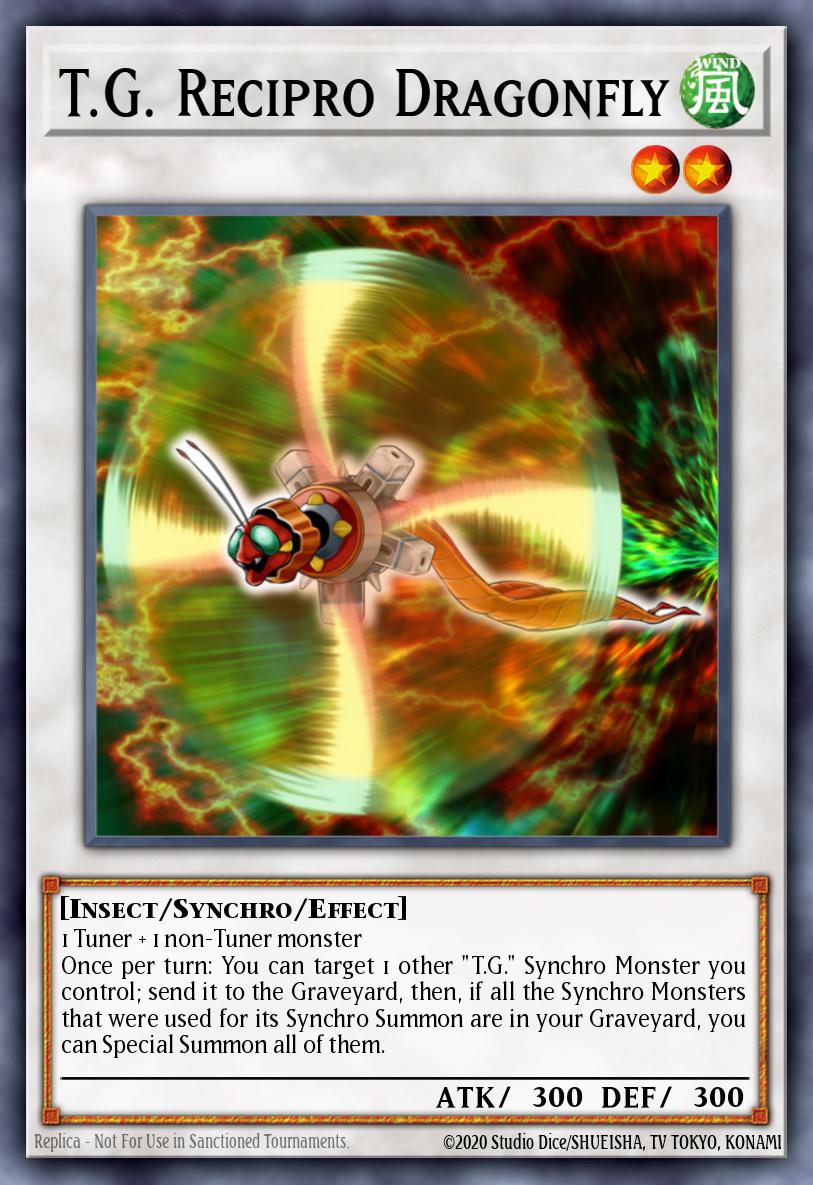 T.G. Recipro Dragonfly
WIND
風
[Insect/Synchro/Effect]
1 Tuner + 1 non-Tuner monster
Once per turn: You can target 1 other "T.G." Synchro Monster you
control; send it to the Graveyard, then, if all the Synchro Monsters
that were used for its Synchro Summon are in your Graveyard, you
can Special Summon all of them.
ATK/ 300 DEF/ 300
Replica - Not For Use in Sanctioned Tournaments.
©2020 Studio Dice/SHUEISHA, TV TOKYO, KONAMI